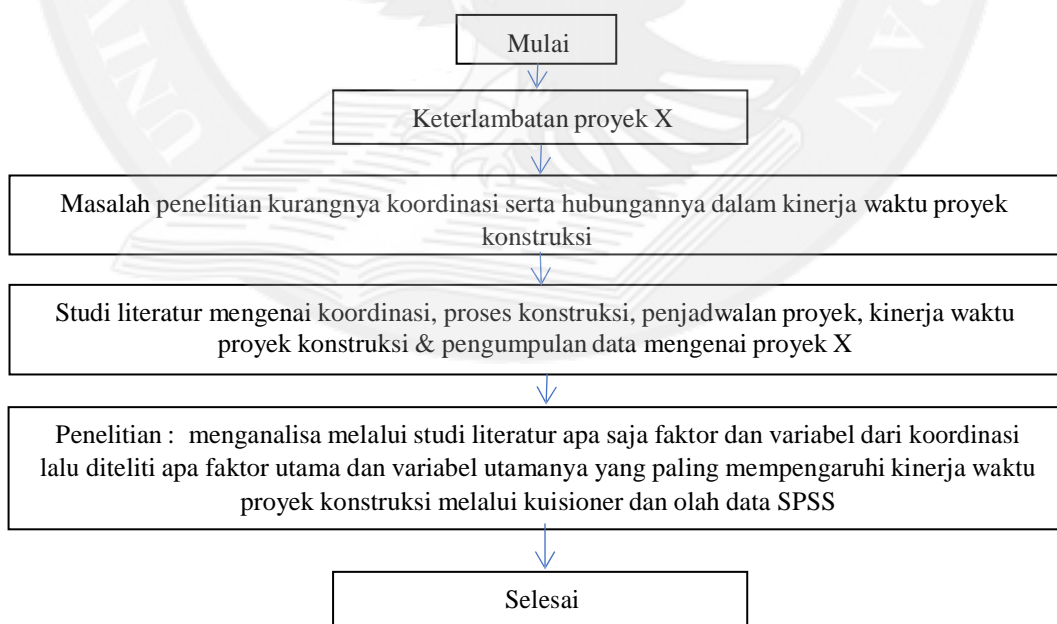 Mulai
Keterlambatan proyek X
Masalah penelitian kurangnya koordinasi serta hubungannya dalam kinerja waktu proyek
konstruksi
Studi literatur mengenai koordinasi, proses konstruksi, penjadwalan proyek, kinerja waktu
proyek konstruksi & pengumpulan data mengenai proyek X
Penelitian : menganalisa melalui studi literatur apa saja faktor dan variabel dari koordinasi
lalu diteliti apa faktor utama dan variabel utamanya yang paling mempengaruhi kinerja waktu
proyek konstruksi melalui kuisioner dan olah data SPSS
Selesai